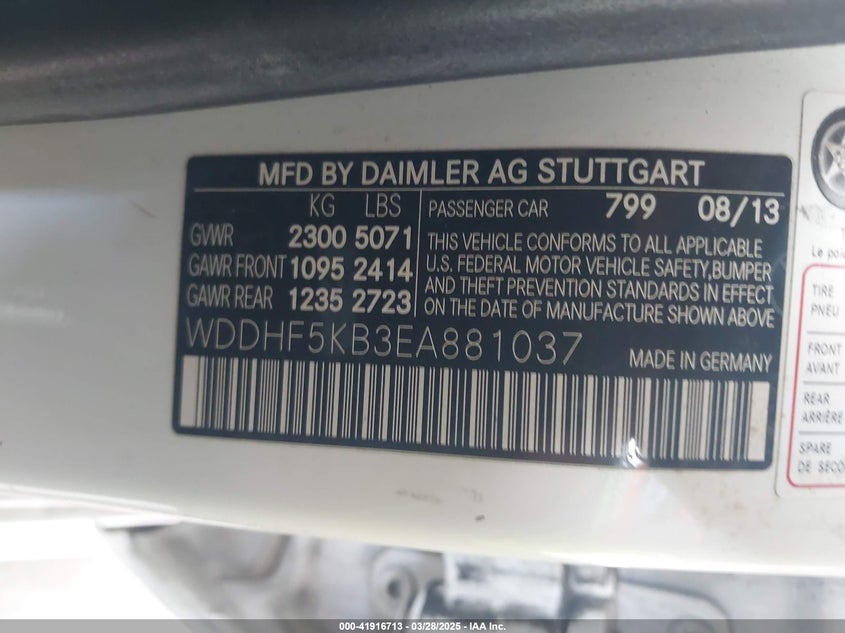 MFD BY DAIMLER AG STUTTGART
KG LBS
GVWR 2300 5071
GAWR FRONT 1095 2414
GAWR REAR 1235 2723
PASSENGER CAR 799 08/13
THIS VEHICLE CONFORMS TO ALL APPLICABLE
U.S. FEDERAL MOTOR VEHICLE SAFETY,BUMPER
AND THEFT PREVENTION STANDARDS IN EFFECT
ON THE DATE OF MANUFACTURE SHOWN ABOVE
WDDHF5KB3EA881037
MADE IN GERMANY
Le
TIRE
PNEU
FRONT
AVANT
REAR
ARRIÈRE
SPARE
DE
000-41916713 - 03/28/2025 - IAA Inc.